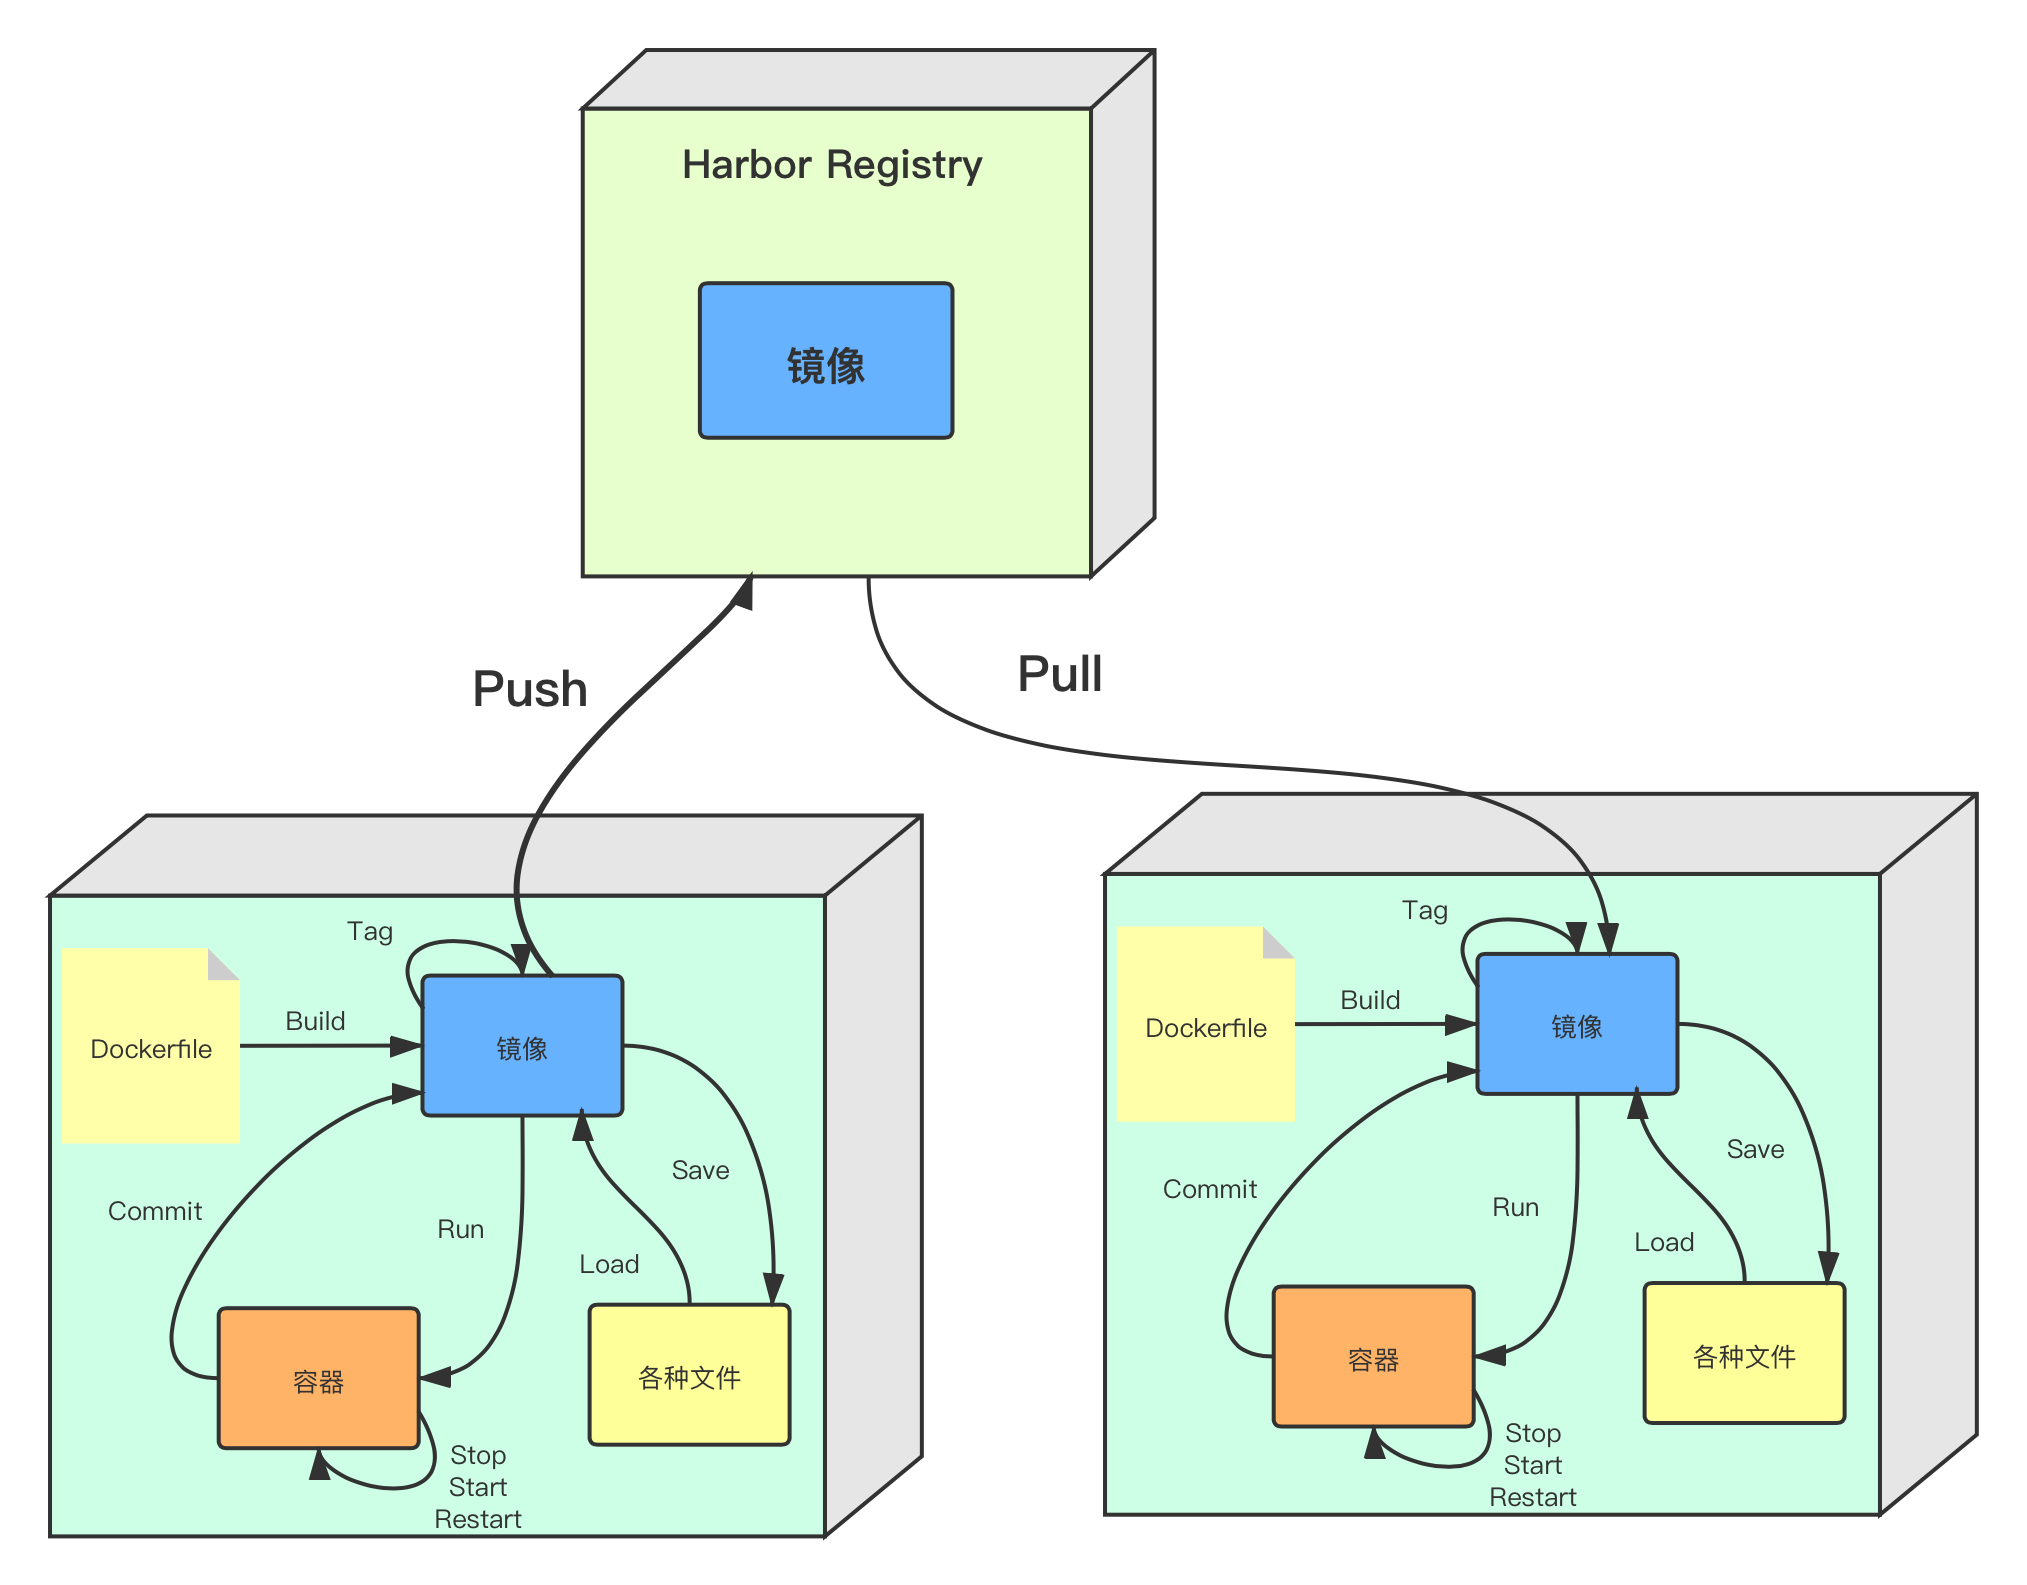 Harbor Registry
镜像
Push
Pull
Tag
Build
Dockerfile
镜像
Commit
Run
Save
Load
容器
各种文件
Stop
Start
Restart
Tag
Build
Dockerfile
镜像
Commit
Run
Save
Load
容器
各种文件
Stop
Start
Restart